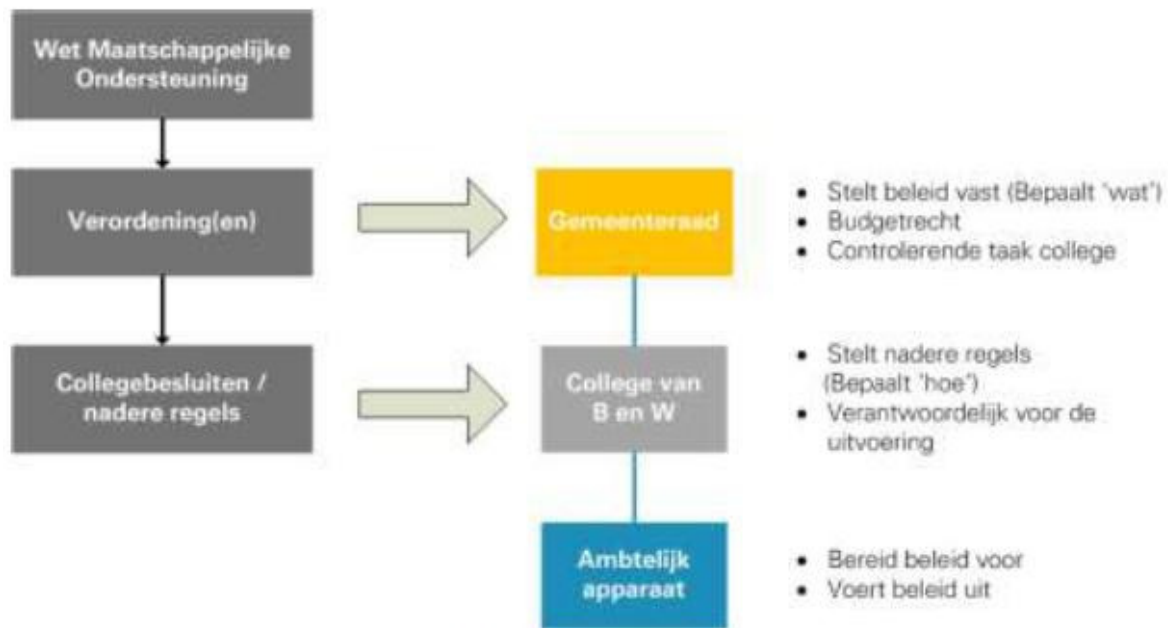 Wet Maatschappelijke
Ondersteuning
Verordening(en)
Gemeenteraad
• Stelt beleid vast (Bepaalt 'wat')
• Budgetrecht
• Controlerende taak college
Collegebesluiten /
nadere regels
College van
B en W
• Stelt nadere regels
(Bepaalt 'hoe')
• Verantwoordelijk voor de
uitvoering
Ambtelijk
apparaat
• Bereid beleid voor
• Voert beleid uit